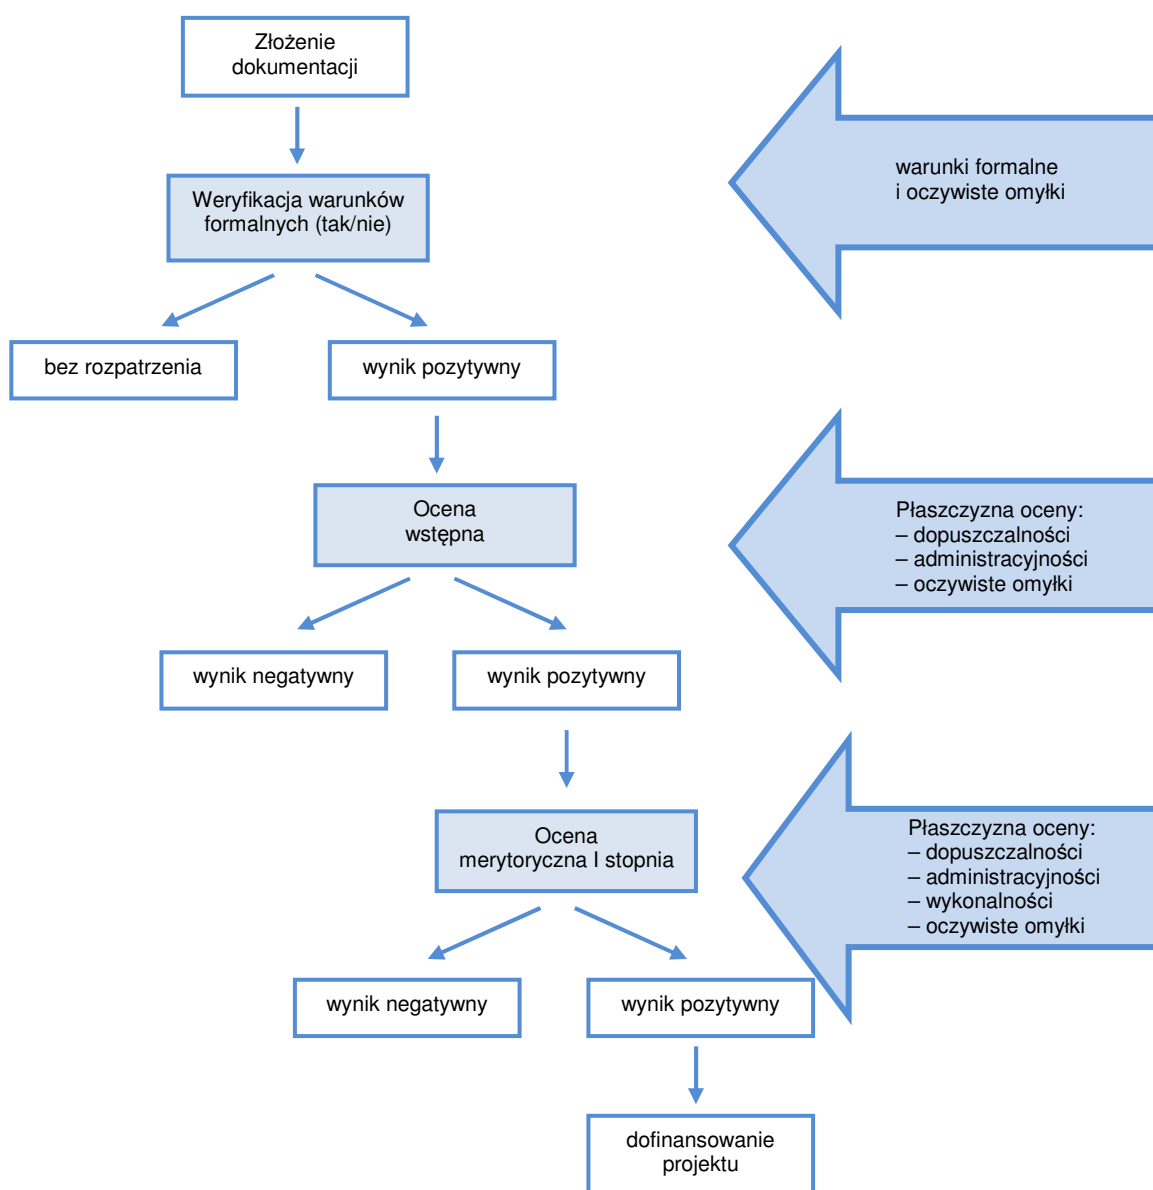 Złożenie
dokumentacji
warunki formalne
i oczywiste omyłki
Weryfikacja warunków
formalnych (tak/nie)
bez rozpatrzenia
wynik pozytywny
Ocena
wstępna
Płaszczyzna oceny:
– dopuszczalności
– administracyjności
– oczywiste omyłki
wynik negatywny
wynik pozytywny
Ocena
merytoryczna I stopnia
Płaszczyzna oceny:
– dopuszczalności
– administracyjności
– wykonalności
– oczywiste omyłki
wynik negatywny
wynik pozytywny
dofinansowanie
projektu